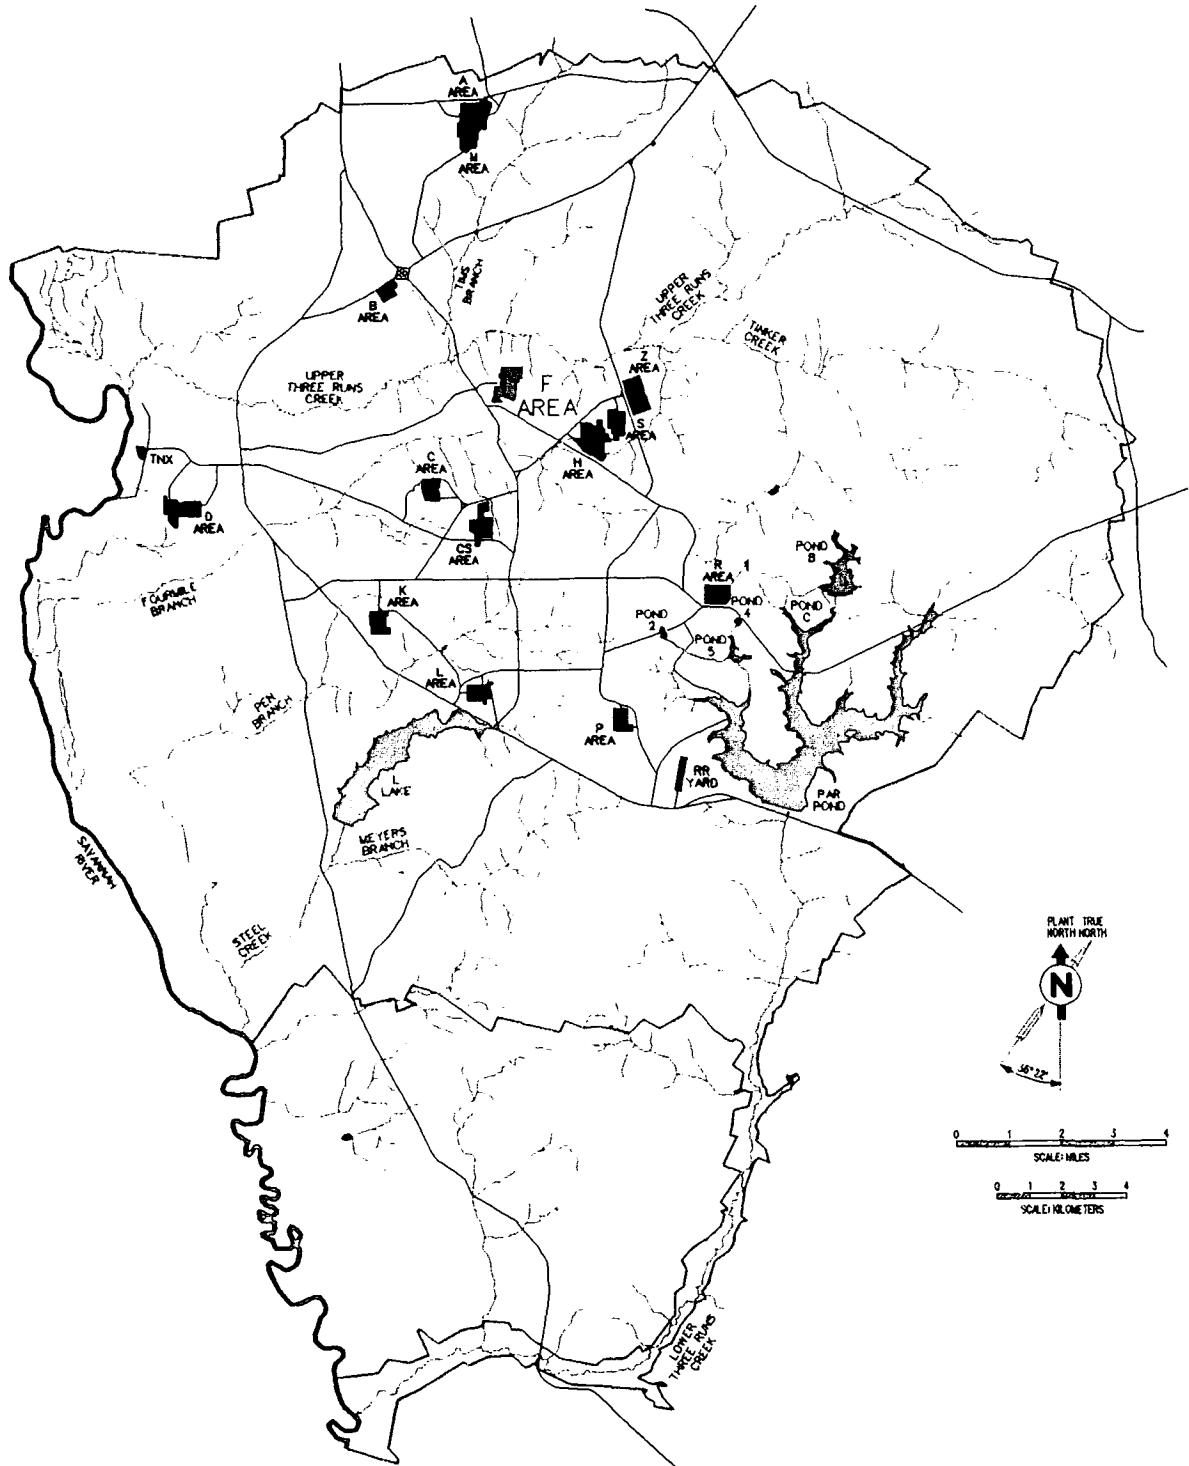 A
AREA
M
AREA
TIMS
BRANCH
B
AREA
UPPER
THREE RUNS
CREEK
TINKER
CREEK
UPPER
THREE RUNS
CREEK
Z
AREA
F
AREA
S
AREA
H
AREA
TNX
C
AREA
D
AREA
CS
AREA
POND
B
R
AREA
POND
4
POND
C
FOURMILE
BRANCH
K
AREA
POND
2
POND
5
L
AREA
PEN
BRANCH
P
AREA
RR
YARD
PAR
POND
L
LAKE
MEYERS
BRANCH
SAVANNAH
RIVER
STEEL
CREEK
PLANT TRUE
NORTH NORTH
N
36° 22'
0 1 2 3 4
SCALE: MILES
0 1 2 3 4
SCALE: KILOMETERS
LOWER
THREE RUNS
CREEK